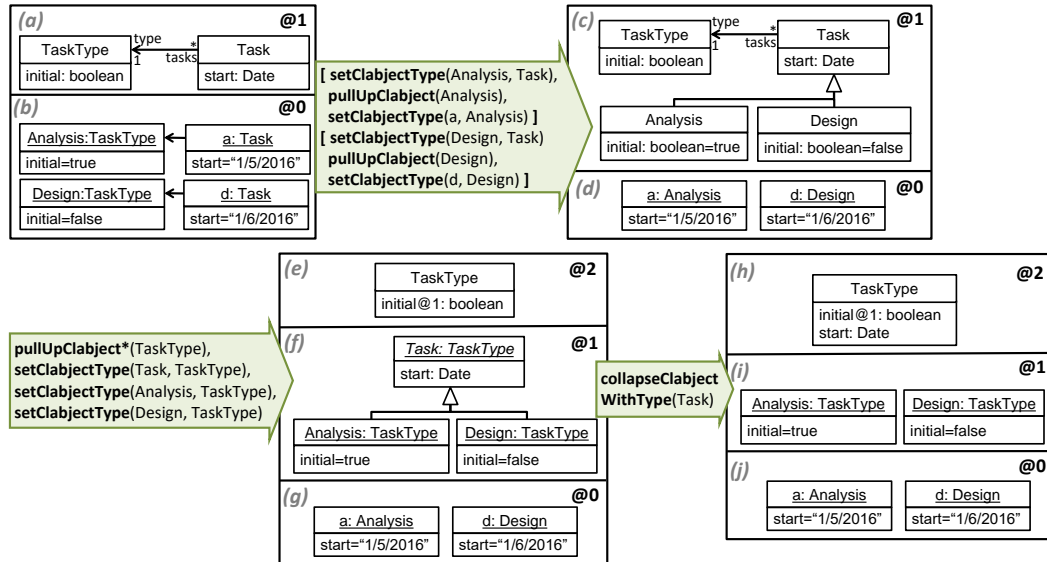 (a)
@1
TaskType
initial: boolean
type
1
*
tasks
Task
start: Date
(b)
@0
Analysis:TaskType
initial=true
a: Task
start="1/5/2016"
Design:TaskType
initial=false
d: Task
start="1/6/2016"
[ setClabjectType(Analysis, Task),
pullUpClabject(Analysis),
setClabjectType(a, Analysis) ]
[ setClabjectType(Design, Task)
pullUpClabject(Design),
setClabjectType(d, Design) ]
(c)
@1
TaskType
initial: boolean
type
1
*
tasks
Task
start: Date
Analysis
initial: boolean=true
Design
initial: boolean=false
(d)
@0
a: Analysis
start="1/5/2016"
d: Design
start="1/6/2016"
pullUpClabject*(TaskType),
setClabjectType(Task, TaskType),
setClabjectType(Analysis, TaskType),
setClabjectType(Design, TaskType)
(e)
@2
TaskType
initial@1: boolean
(f)
@1
Task: TaskType
start: Date
Analysis: TaskType
initial=true
Design: TaskType
initial=false
(g)
@0
a: Analysis
start="1/5/2016"
d: Design
start="1/6/2016"
collapseClabject
WithType(Task)
(h)
@2
TaskType
initial@1: boolean
start: Date
(i)
@1
Analysis: TaskType
initial=true
Design: TaskType
initial=false
(j)
@0
a: Analysis
start="1/5/2016"
d: Design
start="1/6/2016"